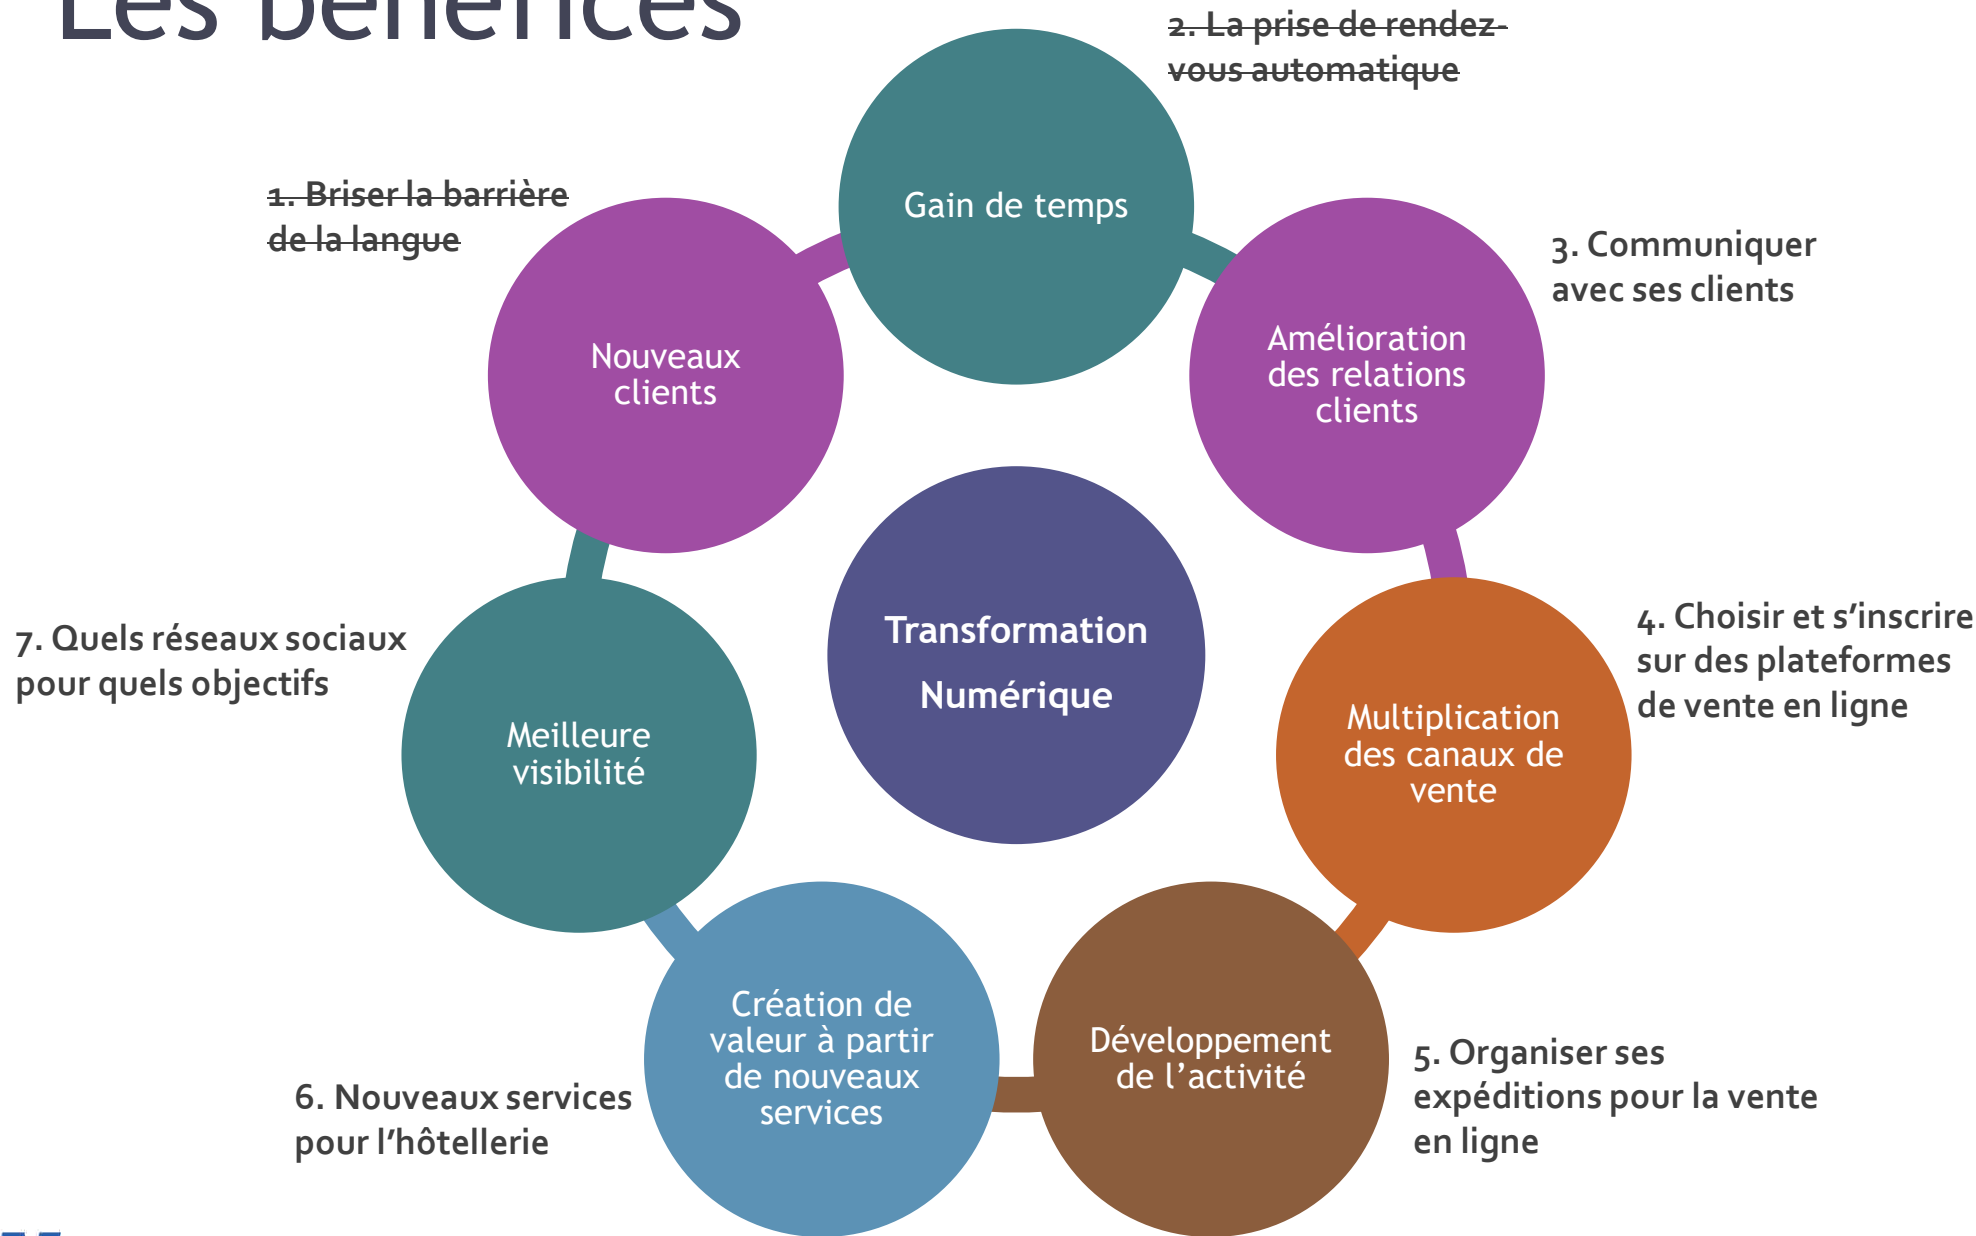 Les bénéfices
2. La prise de rendez-
vous automatique
Gain de temps
1. Briser la barrière
de la langue
3. Communiquer
avec ses clients
Nouveaux
clients
Amélioration
des relations
clients
Transformation
Numérique
7. Quels réseaux sociaux
pour quels objectifs
4. Choisir et s’inscrire
sur des plateformes
de vente en ligne
Meilleure
visibilité
Multiplication
des canaux de
vente
Création de
valeur à partir
de nouveaux
services
Développement
de l’activité
6. Nouveaux services
pour l’hôtellerie
5. Organiser ses
expéditions pour la vente
en ligne